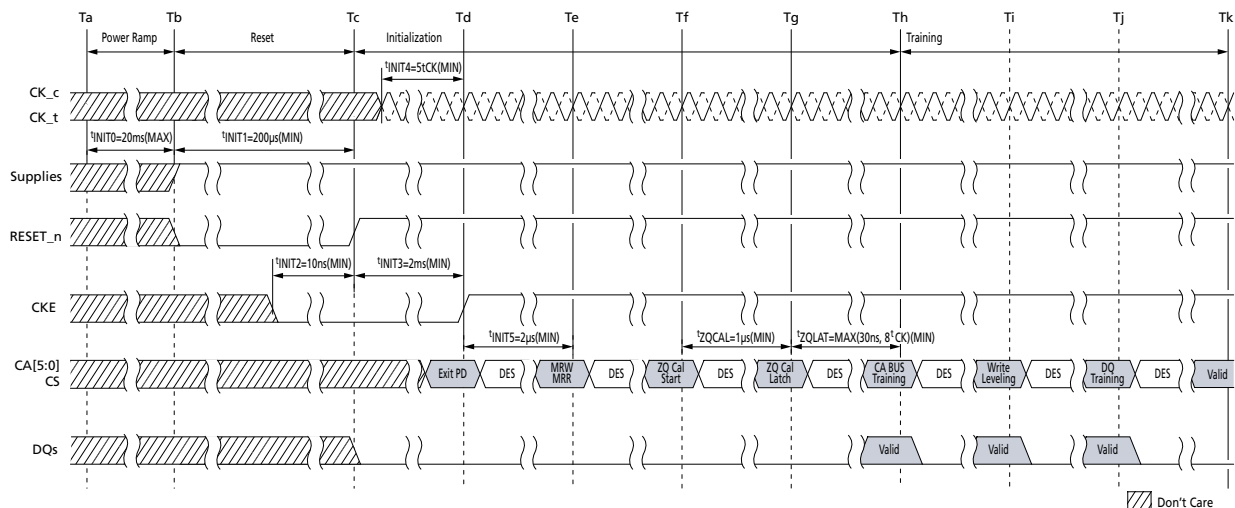 Ta Tb Tc Td Te Tf Tg Th Ti Tj Tk
Power Ramp Reset Initialization Training
tINIT4=5tCK(MIN)
CK_c
CK_t
tINIT0=20ms(MAX) tINIT1=200µs(MIN)
Supplies
RESET_n
tINIT2=10ns(MIN) tINIT3=2ms(MIN)
CKE
tINIT5=2µs(MIN) tZQCAL=1µs(MIN) tZQLAT=MAX(30ns, 8tCK)(MIN)
CA[5:0]
CS
Exit PD DES MRW MRR DES ZQ Cal Start DES ZQ Cal Latch DES CA BUS Training DES Write Leveling DES DQ Training DES Valid
DQs Valid Valid Valid
Don't Care